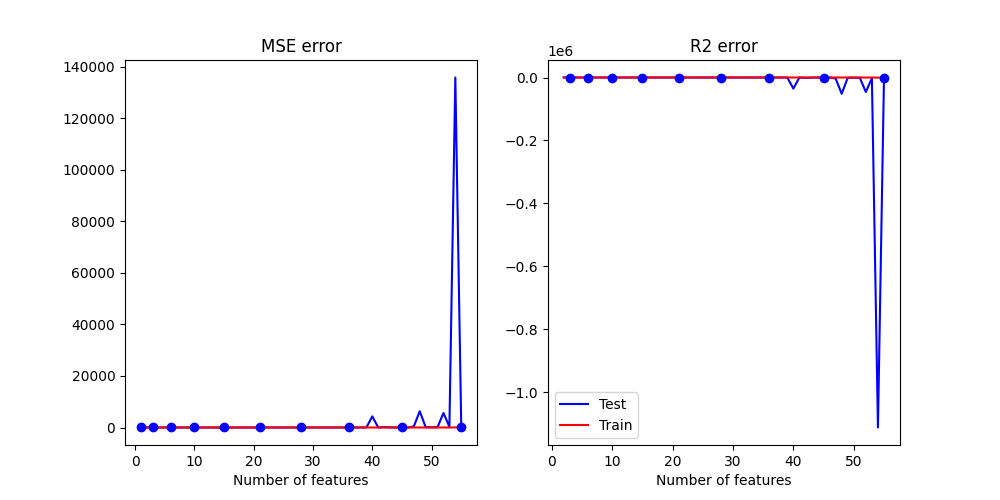 MSE error
140000
120000
100000
80000
60000
40000
20000
0
0 10 20 30 40 50
Number of features
R2 error
1e6
0.0
−0.2
−0.4
−0.6
−0.8
−1.0
Test
Train
0 10 20 30 40 50
Number of features